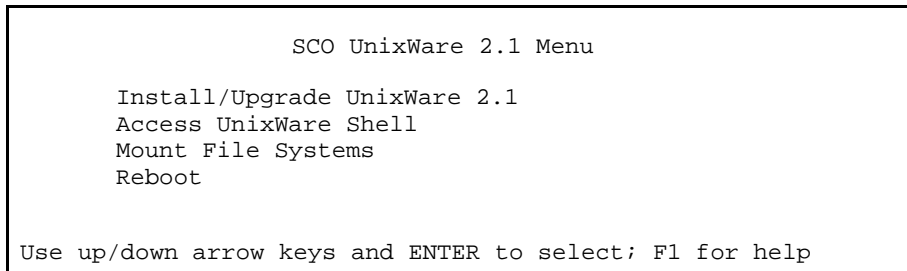 SCO UnixWare 2.1 Menu
Install/Upgrade UnixWare 2.1
Access UnixWare Shell
Mount File Systems
Reboot
Use up/down arrow keys and ENTER to select; F1 for help